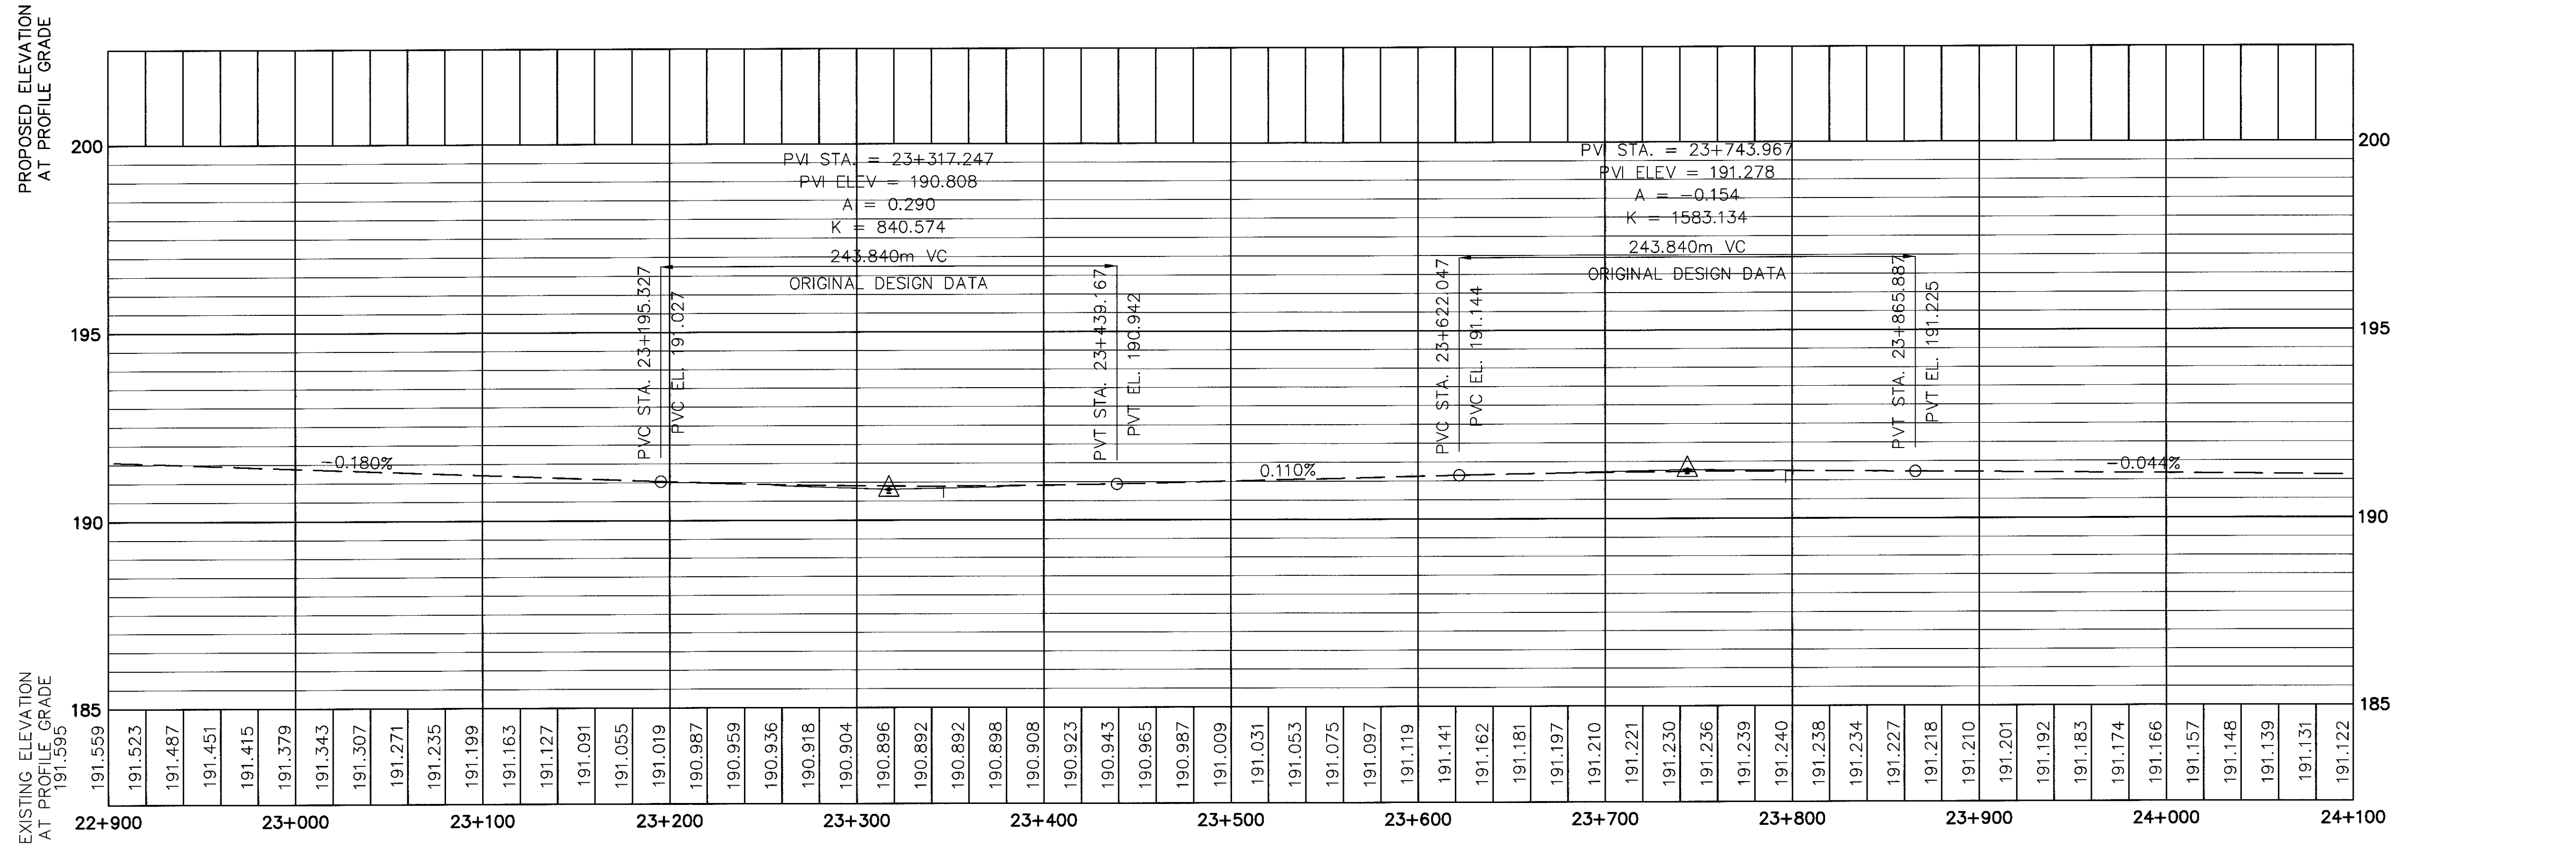 PROPOSED ELEVATION
AT PROFILE GRADE
200
195
190
185
PVI STA. = 23+317.247
PVI ELEV = 190.808
A = 0.290
K = 840.574
243.840m VC
ORIGINAL DESIGN DATA
PVC STA. 23+195.327
PVC EL. 191.027
PVT STA. 23+439.167
PVT EL. 190.942
PVI STA. = 23+743.967
PVI ELEV = 191.278
A = -0.154
K = 1583.134
243.840m VC
ORIGINAL DESIGN DATA
PVC STA. 23+622.047
PVC EL. 191.144
PVT STA. 23+865.887
PVT EL. 191.225
200
195
190
185
-0.180%
0.110%
-0.044%
EXISTING ELEVATION
AT PROFILE GRADE
191.595
191.559
191.523
191.487
191.451
191.415
191.379
191.343
191.307
191.271
191.235
191.199
191.163
191.127
191.091
191.055
191.019
190.987
190.959
190.936
190.918
190.904
190.896
190.892
190.892
190.898
190.908
190.923
190.943
190.965
190.987
191.009
191.031
191.053
191.075
191.097
191.119
191.141
191.162
191.181
191.197
191.210
191.221
191.230
191.236
191.239
191.240
191.238
191.234
191.227
191.218
191.210
191.201
191.192
191.183
191.174
191.166
191.157
191.148
191.139
191.131
191.122
22+900 23+000 23+100 23+200 23+300 23+400 23+500 23+600 23+700 23+800 23+900 24+000 24+100